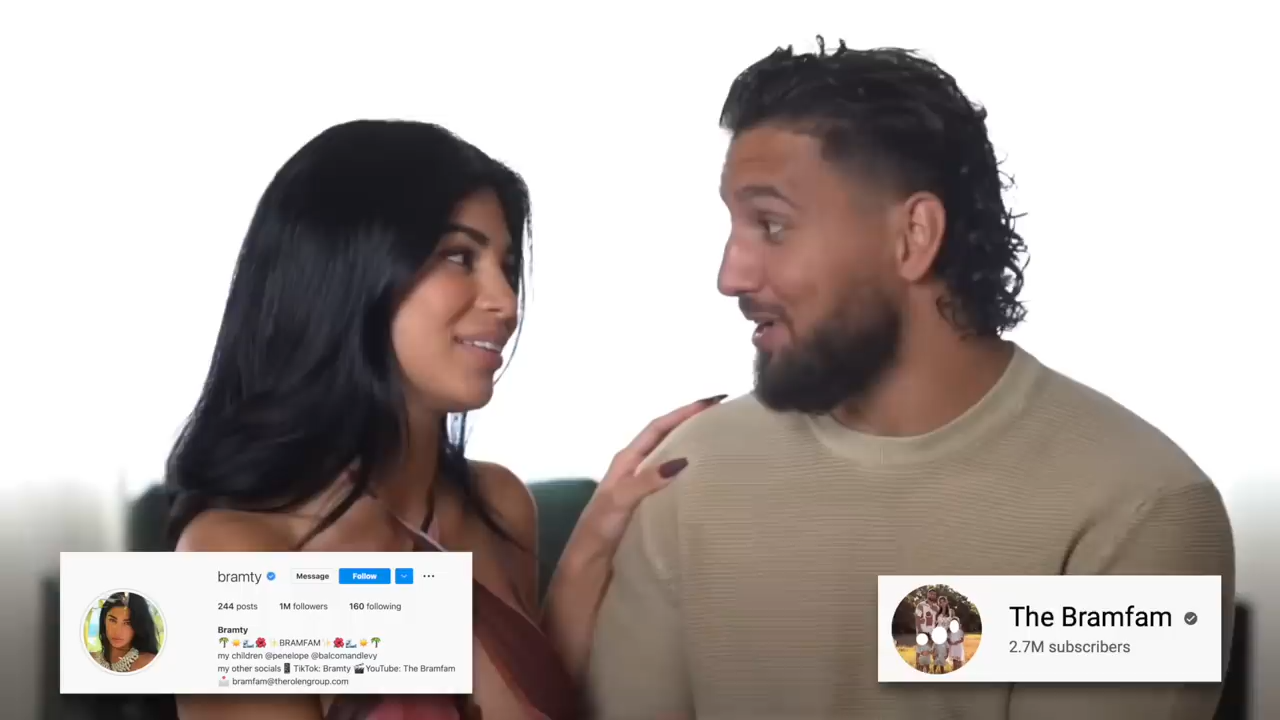 bramty Message Follow
244 posts 1M followers 160 following
Bramty
BRAMFAM
my children @penelope @balcomandlevy
my other socials TikTok: Bramty YouTube: The Bramfam
bramfam@therolengroup.com
The Bramfam
2.7M subscribers